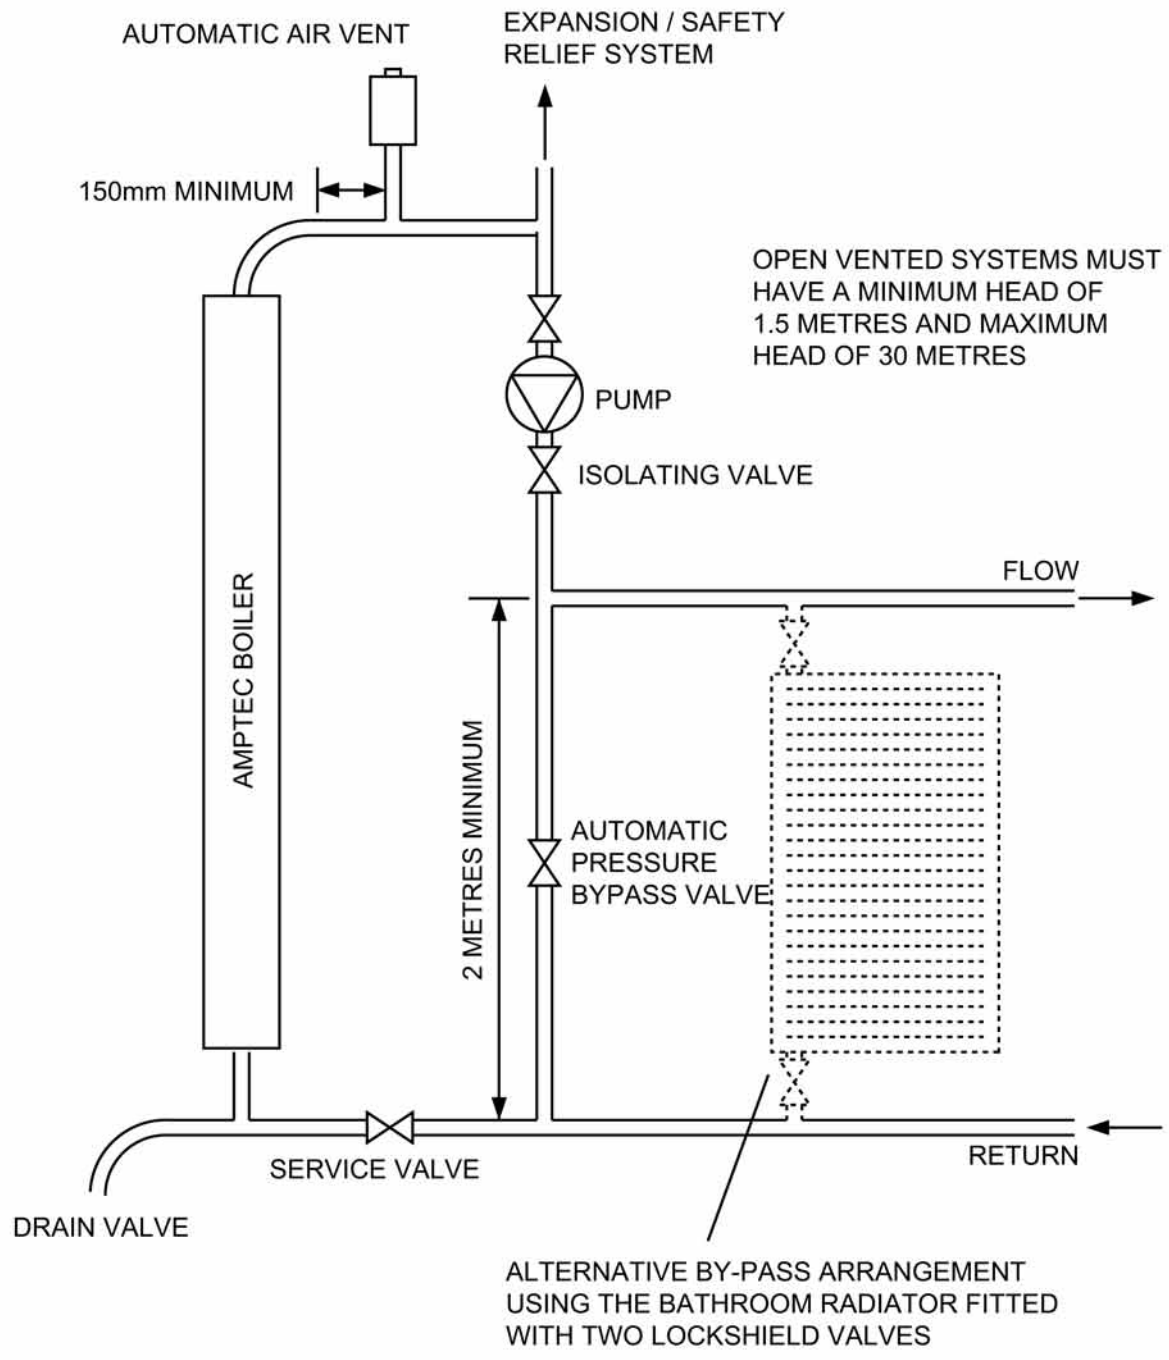 AUTOMATIC AIR VENT
EXPANSION / SAFETY
RELIEF SYSTEM
150mm MINIMUM
OPEN VENTED SYSTEMS MUST
HAVE A MINIMUM HEAD OF
1.5 METRES AND MAXIMUM
HEAD OF 30 METRES
PUMP
ISOLATING VALVE
FLOW
AMPTEC BOILER
2 METRES MINIMUM
AUTOMATIC
PRESSURE
BYPASS VALVE
SERVICE VALVE
RETURN
DRAIN VALVE
ALTERNATIVE BY-PASS ARRANGEMENT
USING THE BATHROOM RADIATOR FITTED
WITH TWO LOCKSHIELD VALVES